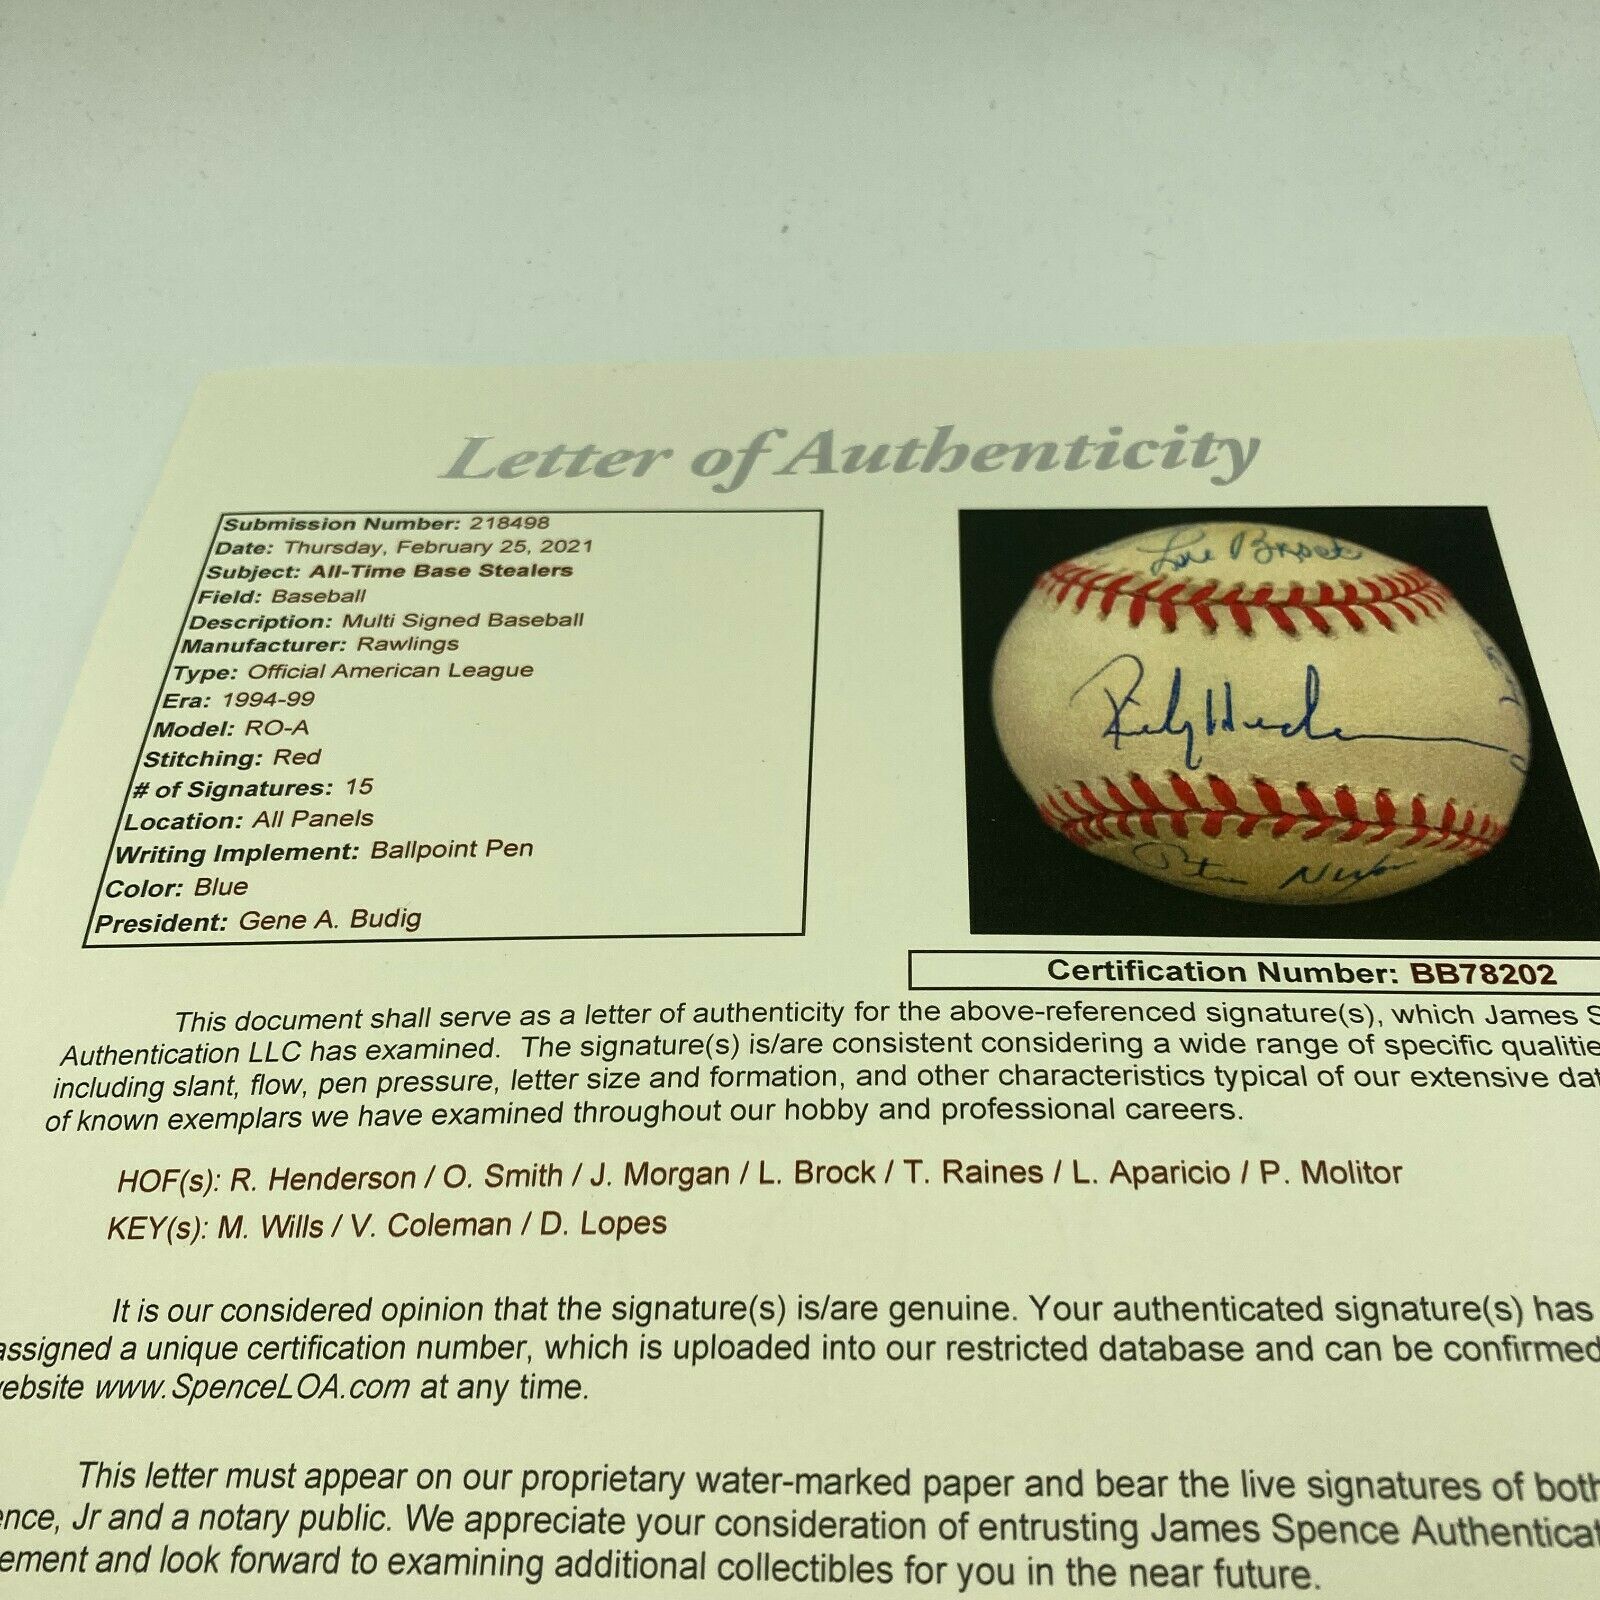 Letter of Authenticity
Submission Number: 218498
Date: Thursday, February 25, 2021
Subject: All-Time Base Stealers
Field: Baseball
Description: Multi Signed Baseball
Manufacturer: Rawlings
Type: Official American League
Era: 1994-99
Model: RO-A
Stitching: Red
# of Signatures: 15
Location: All Panels
Writing Implement: Ballpoint Pen
Color: Blue
President: Gene A. Budig
Lou Brock
Rickey Henderson
Certification Number: BB78202
This document shall serve as a letter of authenticity for the above-referenced signature(s), which James S
Authentication LLC has examined. The signature(s) is/are consistent considering a wide range of specific qualitie
including slant, flow, pen pressure, letter size and formation, and other characteristics typical of our extensive dat
of known exemplars we have examined throughout our hobby and professional careers.
HOF(s): R. Henderson / O. Smith / J. Morgan / L. Brock / T. Raines / L. Aparicio / P. Molitor
KEY(s): M. Wills / V. Coleman / D. Lopes
It is our considered opinion that the signature(s) is/are genuine. Your authenticated signature(s) has
assigned a unique certification number, which is uploaded into our restricted database and can be confirmed
ebsite www.SpenceLOA.com at any time.
This letter must appear on our proprietary water-marked paper and bear the live signatures of both
ence, Jr and a notary public. We appreciate your consideration of entrusting James Spence Authenticat
ement and look forward to examining additional collectibles for you in the near future.